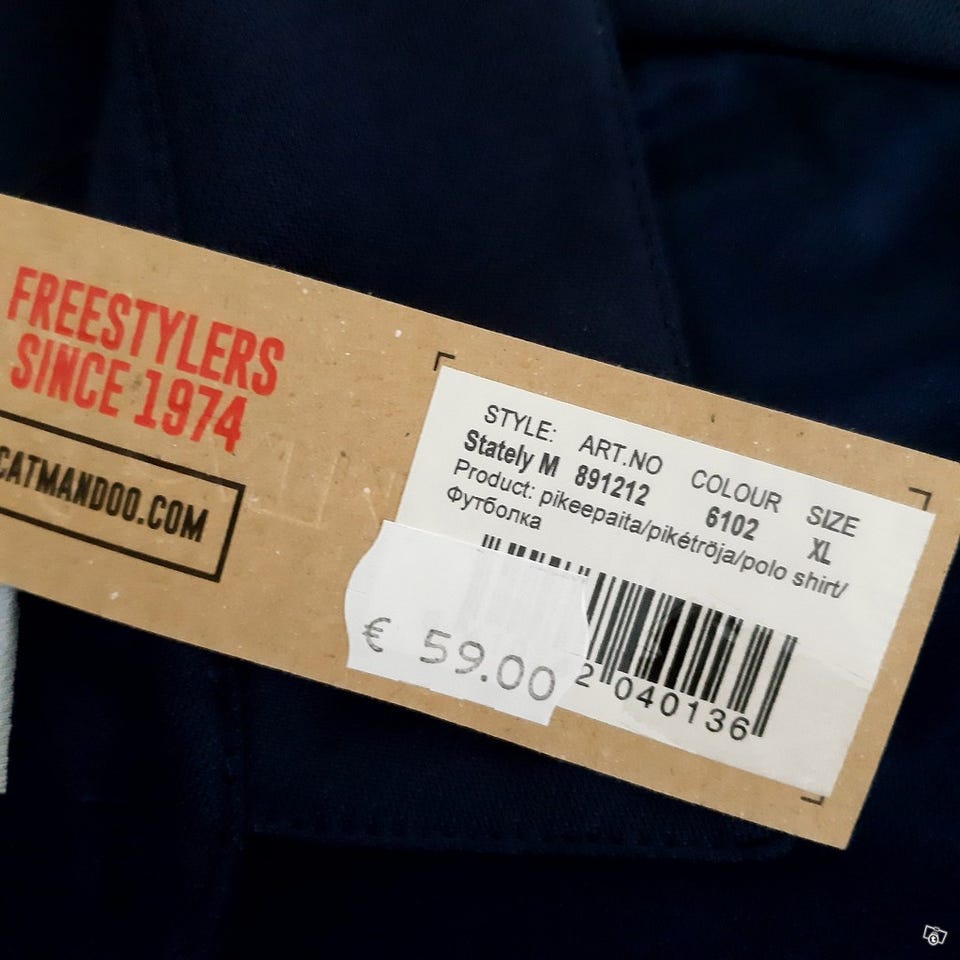 FREESTYLERS
SINCE 1974
CATMANDOO.COM
STYLE: ART.NO COLOUR SIZE
Stately M 891212 6102 XL
Product: pikeepaita/pikétröja/polo shirt/
Футболка
€ 59.00
2 040136